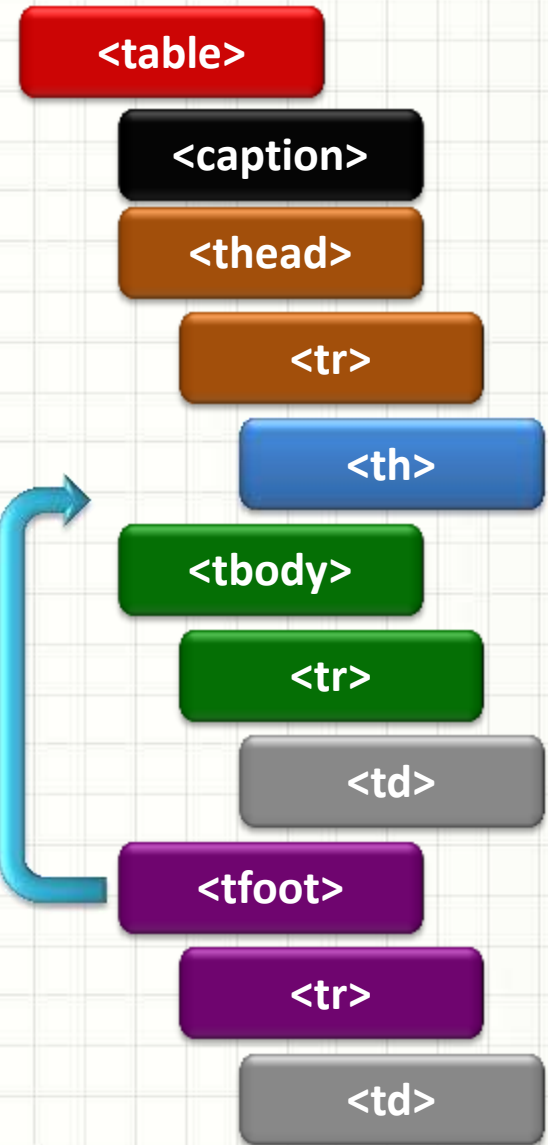 <table>
<caption>
<thead>
<tr>
<th>
<tbody>
<tr>
<td>
<tfoot>
<tr>
<td>